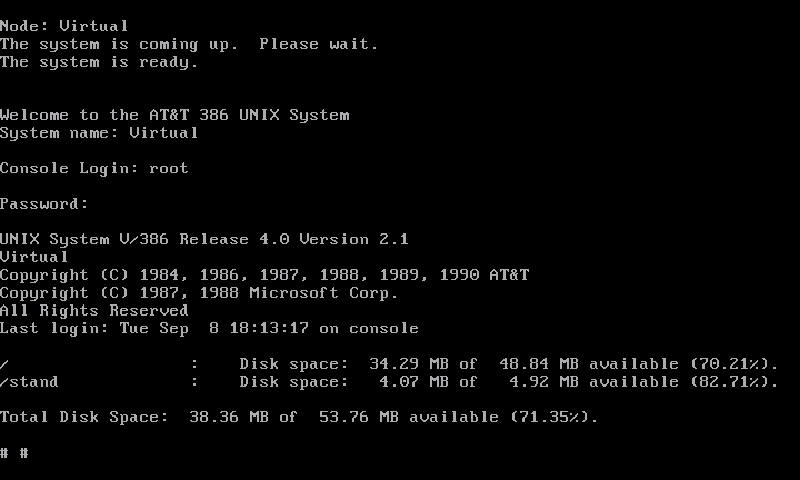 Node: Virtual
The system is coming up.  Please wait.
The system is ready.
Welcome to the AT&T 386 UNIX System
System name: Virtual
Console Login: root
Password:
UNIX System V/386 Release 4.0 Version 2.1
Virtual
Copyright (C) 1984, 1986, 1987, 1988, 1989, 1990 AT&T
Copyright (C) 1987, 1988 Microsoft Corp.
All Rights Reserved
Last login: Tue Sep  8 18:13:17 on console
/                  :    Disk space:  34.29 MB of  48.84 MB available (70.21%).
/stand             :    Disk space:   4.07 MB of   4.92 MB available (82.71%).
Total Disk Space:  38.36 MB of  53.76 MB available (71.35%).
# #